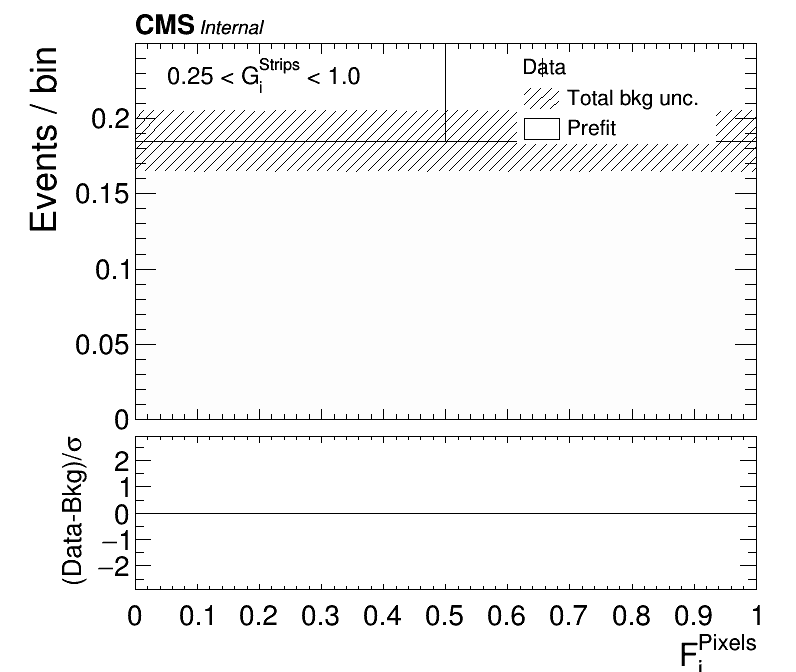 CMS Internal
0.25 < G_i^Strips < 1.0
Data
Total bkg unc.
Prefit
Events / bin
0.2
0.15
0.1
0.05
0
(Data-Bkg)/σ
2
1
0
−1
−2
0 0.1 0.2 0.3 0.4 0.5 0.6 0.7 0.8 0.9 1
F_i^Pixels